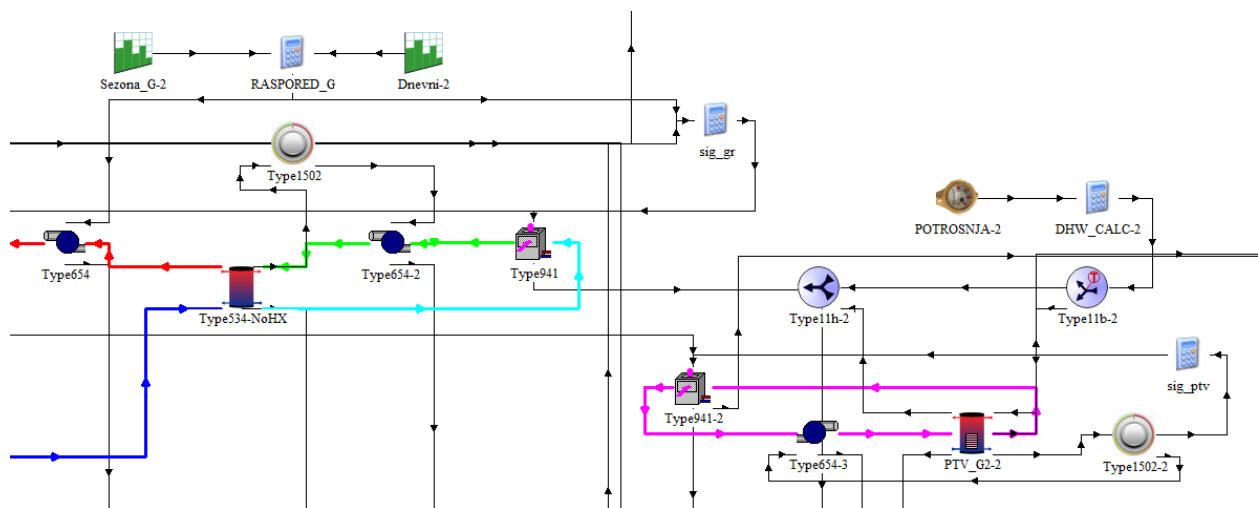 Sezona_G-2
RASPORED_G
Dnevni-2
sig_gr
Type1502
POTROSNJA-2
DHW_CALC-2
Type654
Type654-2
Type941
Type534-NoHX
Type11h-2
Type11b-2
sig_ptv
Type941-2
Type654-3
PTV_G2-2
Type1502-2
T